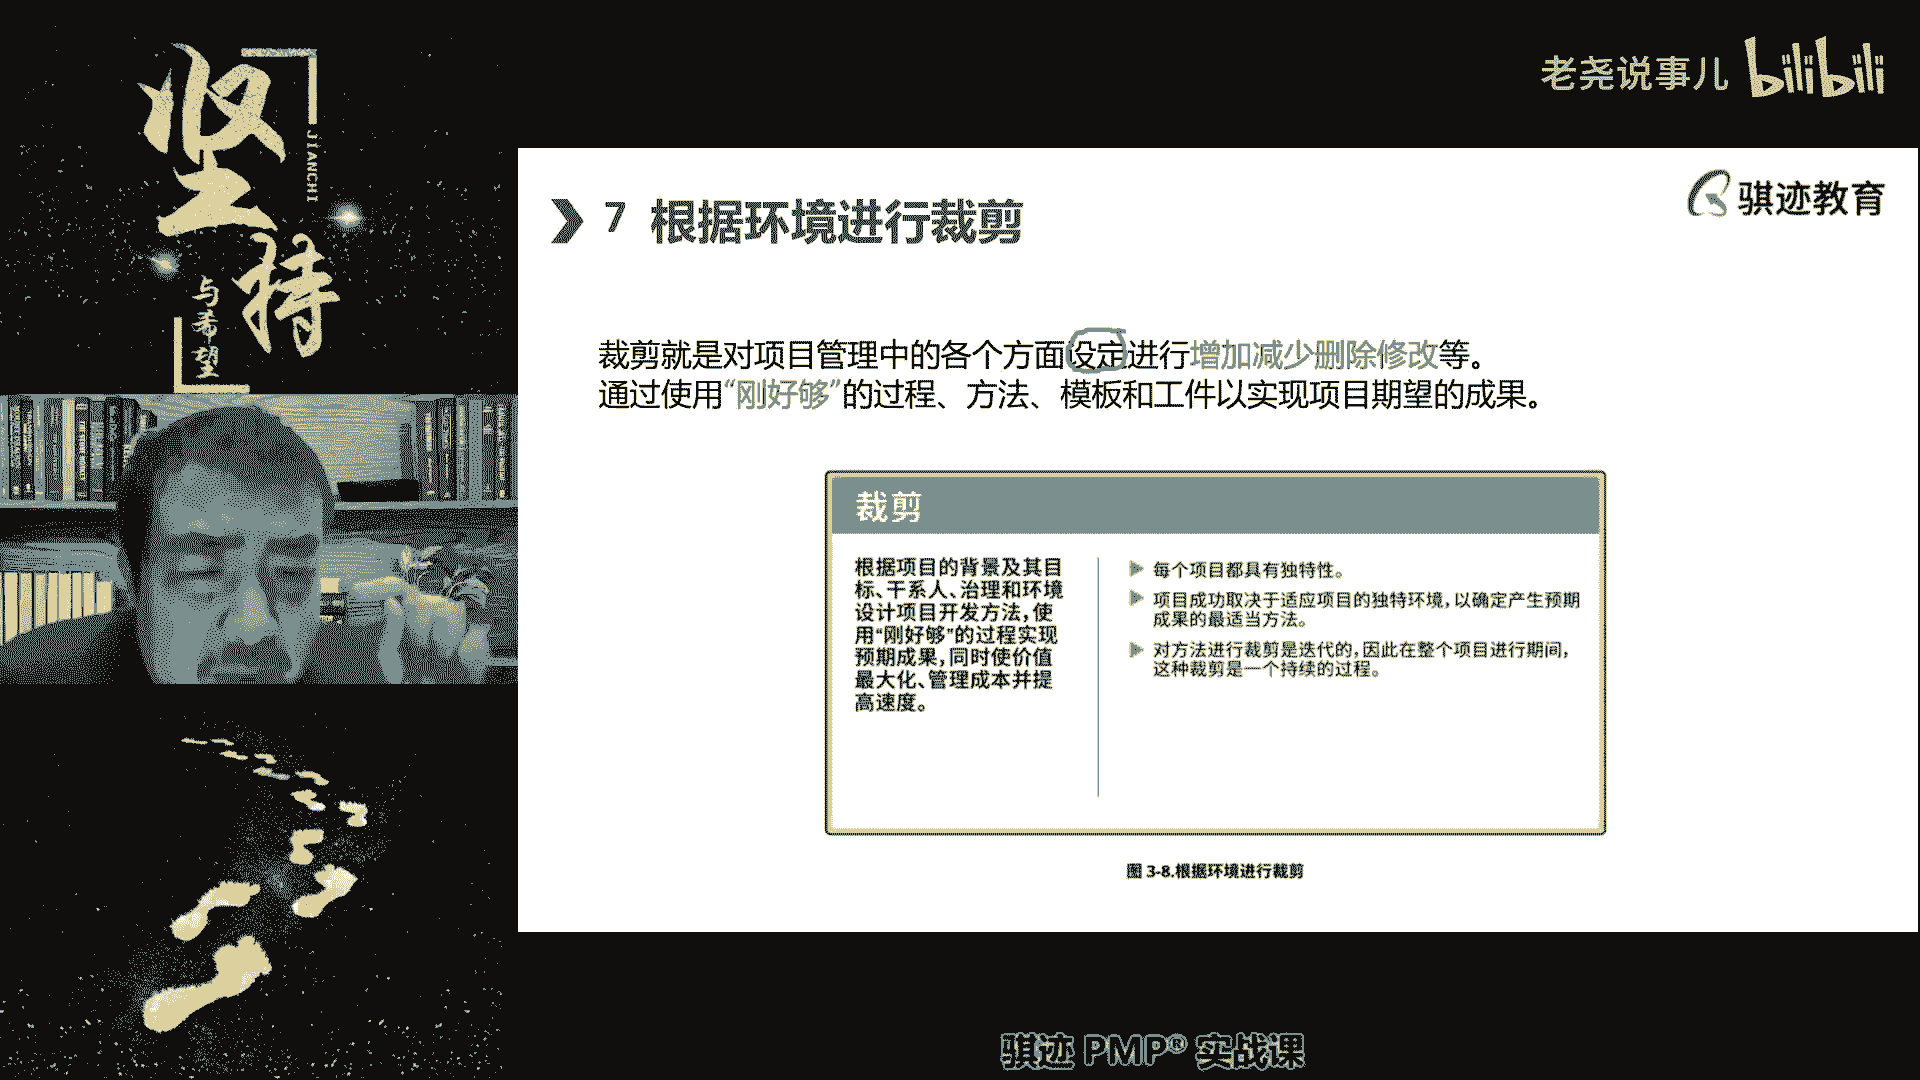 坚持
JIANCHI
与希望
老尧说事儿 bilibili
骐迹教育
7 根据环境进行裁剪
裁剪就是对项目管理中的各个方面设定进行增加减少删除修改等。
通过使用“刚好够”的过程、方法、模板和工件以实现项目期望的成果。
裁剪
根据项目的背景及其目
标、干系人、治理和环境
设计项目开发方法,使
用“刚好够”的过程实现
预期成果,同时使价值
最大化、管理成本并提
高速度。
每个项目都具有独特性。
项目成功取决于适应项目的独特环境,以确定产生预期
成果的最适当方法。
对方法进行裁剪是迭代的,因此在整个项目进行期间,
这种裁剪是一个持续的过程。
图 3-8.根据环境进行裁剪
骐迹 PMP® 实战课